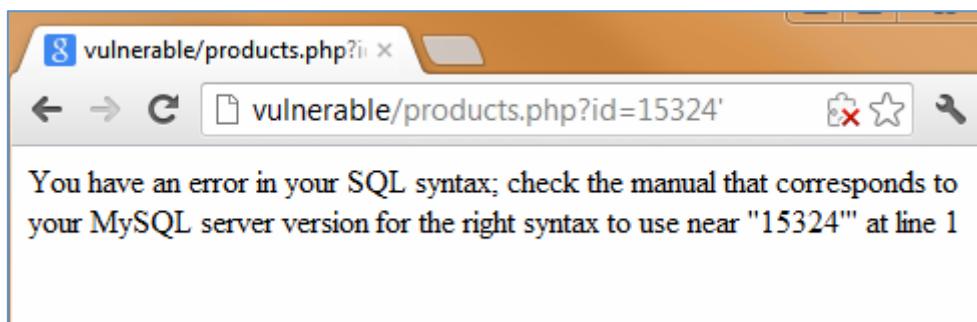 vulnerable/products.php?i
vulnerable/products.php?id=15324'
You have an error in your SQL syntax; check the manual that corresponds to
your MySQL server version for the right syntax to use near "15324'" at line 1